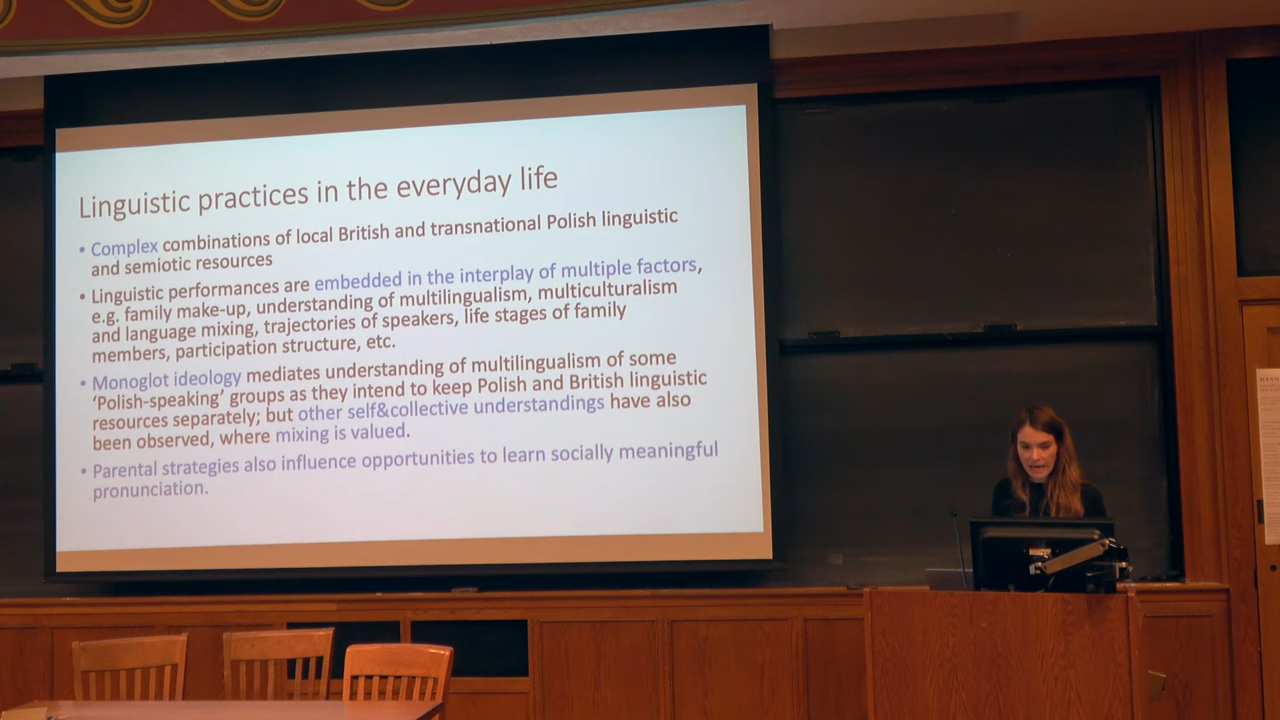 Linguistic practices in the everyday life
• Complex combinations of local British and transnational Polish linguistic
and semiotic resources
• Linguistic performances are embedded in the interplay of multiple factors,
e.g. family make-up, understanding of multilingualism, multiculturalism
and language mixing, trajectories of speakers, life stages of family
members, participation structure, etc.
• Monoglot ideology mediates understanding of multilingualism of some
‘Polish-speaking’ groups as they intend to keep Polish and British linguistic
resources separately; but other self&collective understandings have also
been observed, where mixing is valued.
• Parental strategies also influence opportunities to learn socially meaningful
pronunciation.